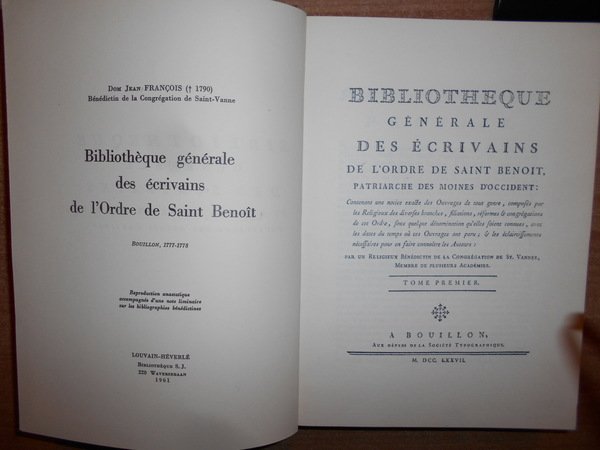 Dom Jean FRANÇOIS († 1790)
Bénédictin de la Congrégation de Saint-Vanne
Bibliothèque générale
des écrivains
de l'Ordre de Saint Benoît
Bouillon, 1777-1778
Reproduction anastatique
accompagnée d'une note liminaire
sur les bibliographies bénédictines
LOUVAIN-HÉVERLÉ
Bibliothèque S. J.
220 Waversebaan
1961
BIBLIOTHEQUE
GÉNÉRALE
DES ÉCRIVAINS
DE L'ORDRE DE SAINT BENOIT,
PATRIARCHE DES MOINES D'OCCIDENT:
Contenant une notice exacte des Ouvrages de tout genre, composés par
les Religieux des diverses branches, filiations, réformes & congrégations
de cet Ordre, sous quelque dénomination qu'elles soient connues, avec
les dates du temps où ces Ouvrages ont paru; & les éclaircissements
nécessaires pour en faire connoître les Auteurs:
PAR UN RELIGIEUX BÉNÉDICTIN DE LA CONGRÉGATION DE ST. VANNES,
MEMBRE DE PLUSIEURS ACADÉMIES.
TOME PREMIER.
A BOUILLON,
AUX DÉPENS DE LA SOCIÉTÉ TYPOGRAPHIQUE.
M. DCC. LXXVII.